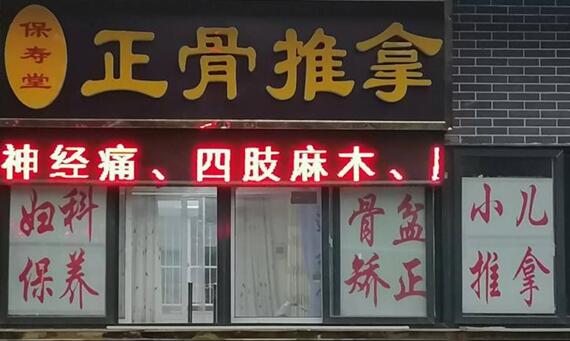 保寿堂
正骨推拿
神经痛、四肢麻木、
妇科
保养
骨盆
矫正
小儿
推拿